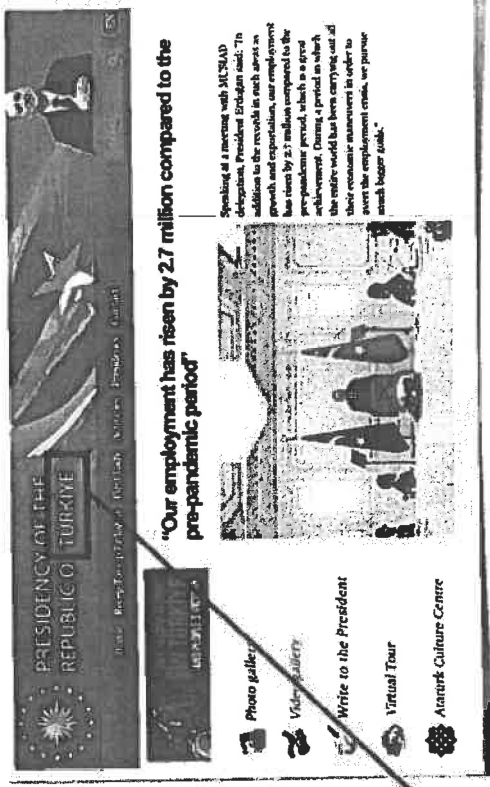 PRESIDENCY OF THE
REPUBLIC O TÜRKİYE
EN
"Our employment has risen by 2.7 million compared to the
pre-pandemic period"
Photo gallery
Video gallery
Write to the President
Virtual Tour
Atatürk Culture Centre
Speaking at a meeting with MÜSİAD
delegation, President Erdoğan said: "In
addition to the records in such areas as
growth and exportation, our employment
has risen by 2.7 million compared to the
pre-pandemic period, which is a great
achievement. During a period in which
the entire world has been carrying out all
their economic maneuvers in order to
avert the employment crisis, we pursue
much bigger goals."